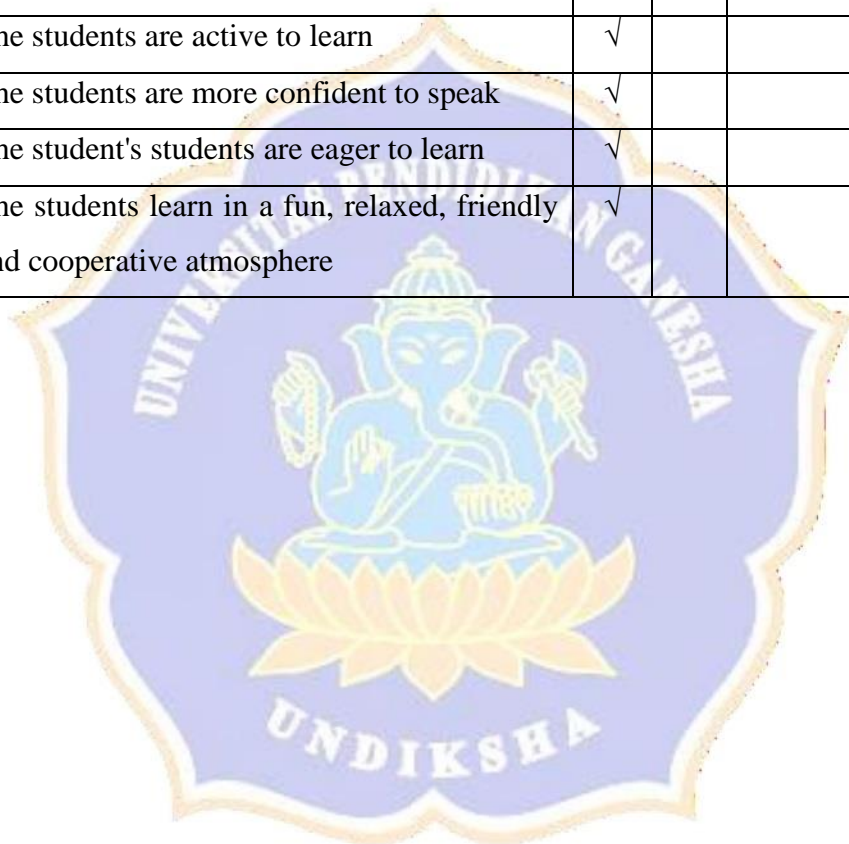 he students are active to learn √
he students are more confident to speak √
he student's students are eager to learn √
he students learn in a fun, relaxed, friendly √
nd cooperative atmosphere
UNIVERSITAS PENDIDIKAN GANESHA
UNDIKSHA